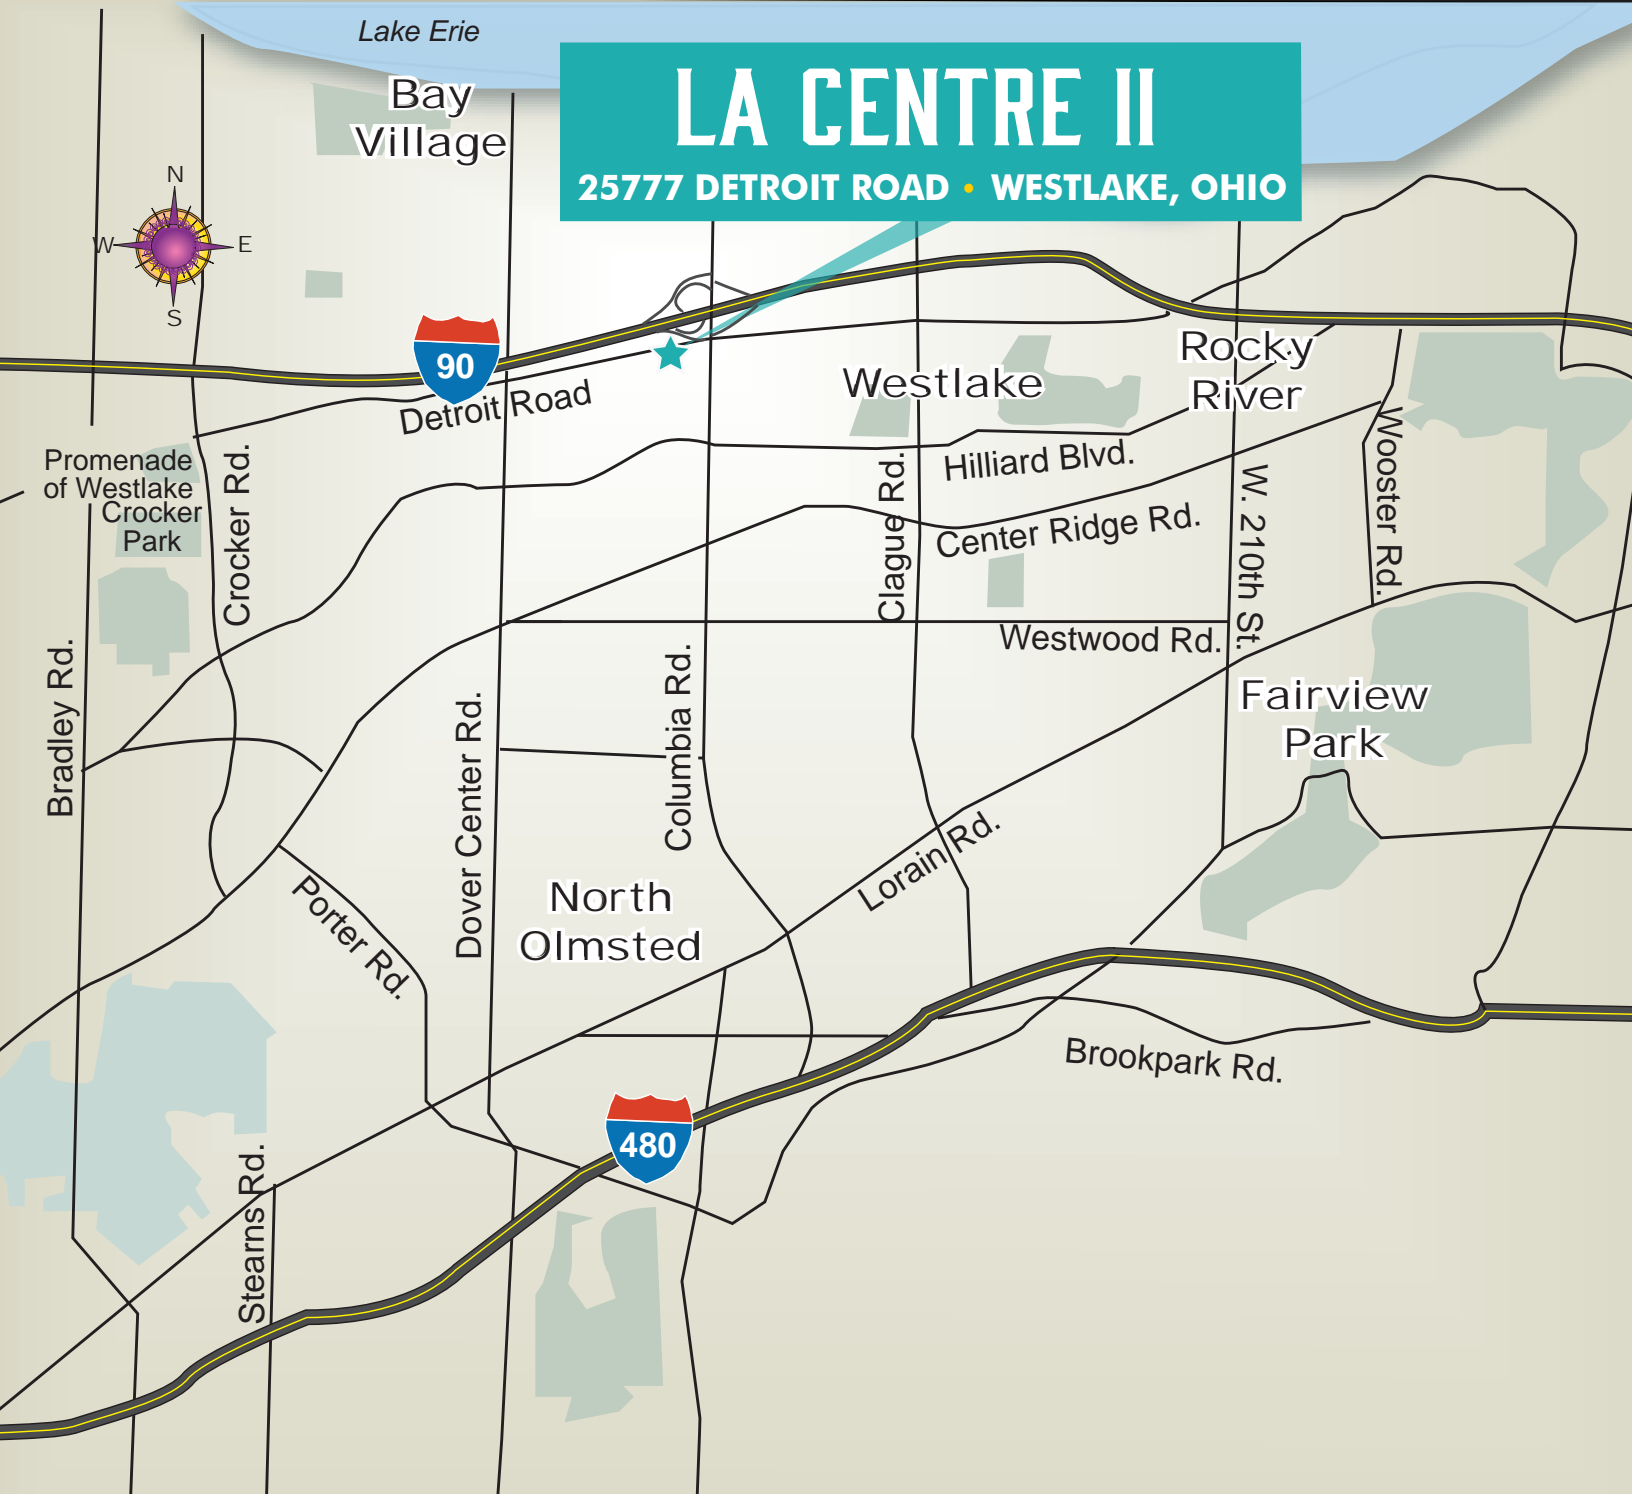 Lake Erie
Bay
Village
LA CENTRE II
25777 DETROIT ROAD • WESTLAKE, OHIO
N
W
E
S
90
Detroit Road
Westlake
Rocky
River
Promenade
of Westlake
Crocker
Park
Crocker Rd.
Hilliard Blvd.
Center Ridge Rd.
Clague Rd.
W. 210th St.
Wooster Rd.
Westwood Rd.
Bradley Rd.
Dover Center Rd.
Columbia Rd.
Fairview
Park
Lorain Rd.
Porter Rd.
North
Olmsted
Brookpark Rd.
480
Stearns Rd.